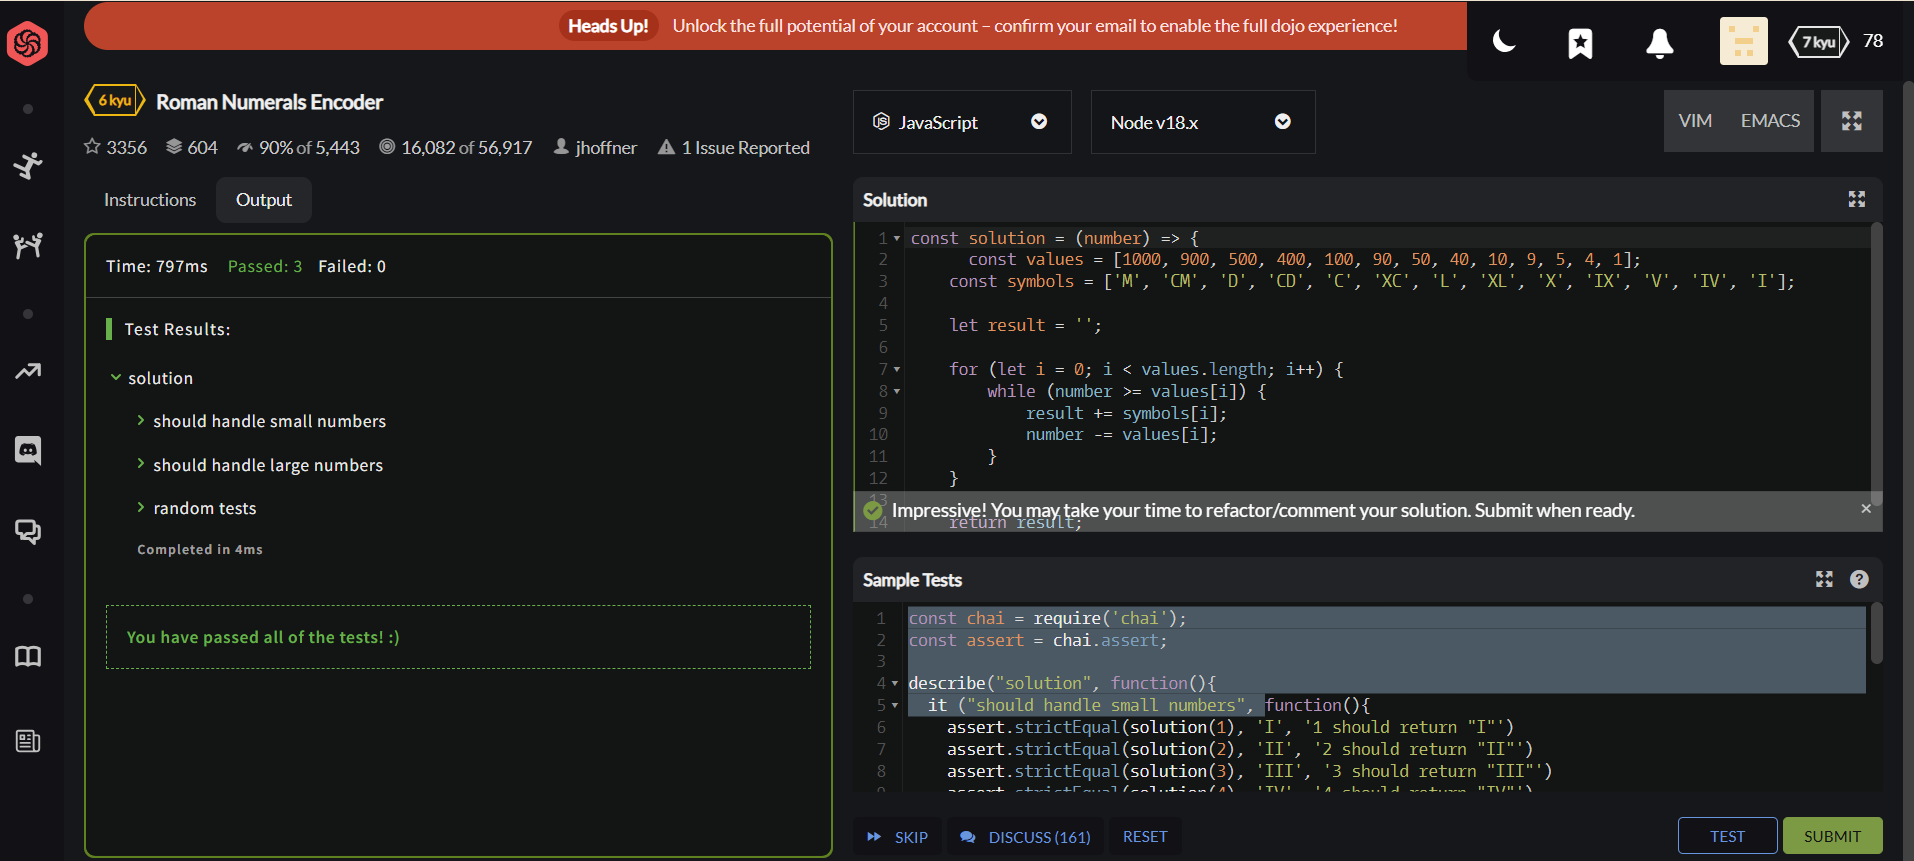 Heads Up! Unlock the full potential of your account – confirm your email to enable the full dojo experience!
7 kyu 78
6 kyu Roman Numerals Encoder
3356 604 90% of 5,443 16,082 of 56,917 jhoffner 1 Issue Reported
Instructions Output
Time: 797ms Passed: 3 Failed: 0
Test Results:
solution
should handle small numbers
should handle large numbers
random tests
Completed in 4ms
You have passed all of the tests! :)
JS JavaScript Node v18.x VIM EMACS
Solution
1 const solution = (number) => {
2 const values = [1000, 900, 500, 400, 100, 90, 50, 40, 10, 9, 5, 4, 1];
3 const symbols = ['M', 'CM', 'D', 'CD', 'C', 'XC', 'L', 'XL', 'X', 'IX', 'V', 'IV', 'I'];
4
5 let result = '';
6
7 for (let i = 0; i < values.length; i++) {
8 while (number >= values[i]) {
9 result += symbols[i];
10 number -= values[i];
11 }
12 }
13
Impressive! You may take your time to refactor/comment your solution. Submit when ready. ×
14 return result;
Sample Tests ?
1 const chai = require('chai');
2 const assert = chai.assert;
3
4 describe("solution", function(){
5 it ("should handle small numbers", function(){
6 assert.strictEqual(solution(1), 'I', '1 should return "I"')
7 assert.strictEqual(solution(2), 'II', '2 should return "II"')
8 assert.strictEqual(solution(3), 'III', '3 should return "III"')
9 assert.strictEqual(solution(4), 'IV', '4 should return "IV"')
SKIP DISCUSS (161) RESET TEST SUBMIT